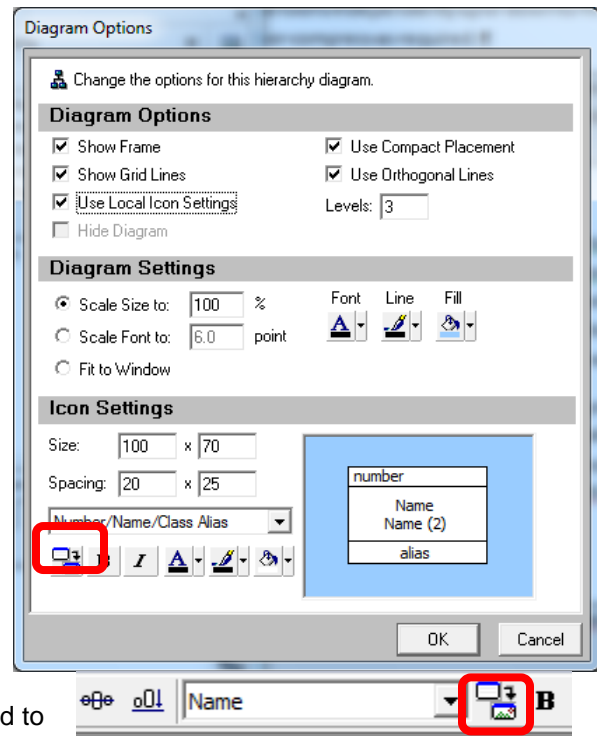 Diagram Options
Change the options for this hierarchy diagram.
Diagram Options
Show Frame
Use Compact Placement
Show Grid Lines
Use Orthogonal Lines
Use Local Icon Settings
Levels: 3
Hide Diagram
Diagram Settings
Scale Size to: 100 %
Font Line Fill
Scale Font to: 6.0 point
Fit to Window
Icon Settings
Size: 100 x 70
Spacing: 20 x 25
Number/Name/Class Alias
B I A
number
Name
Name (2)
alias
OK Cancel
d to
Name
B